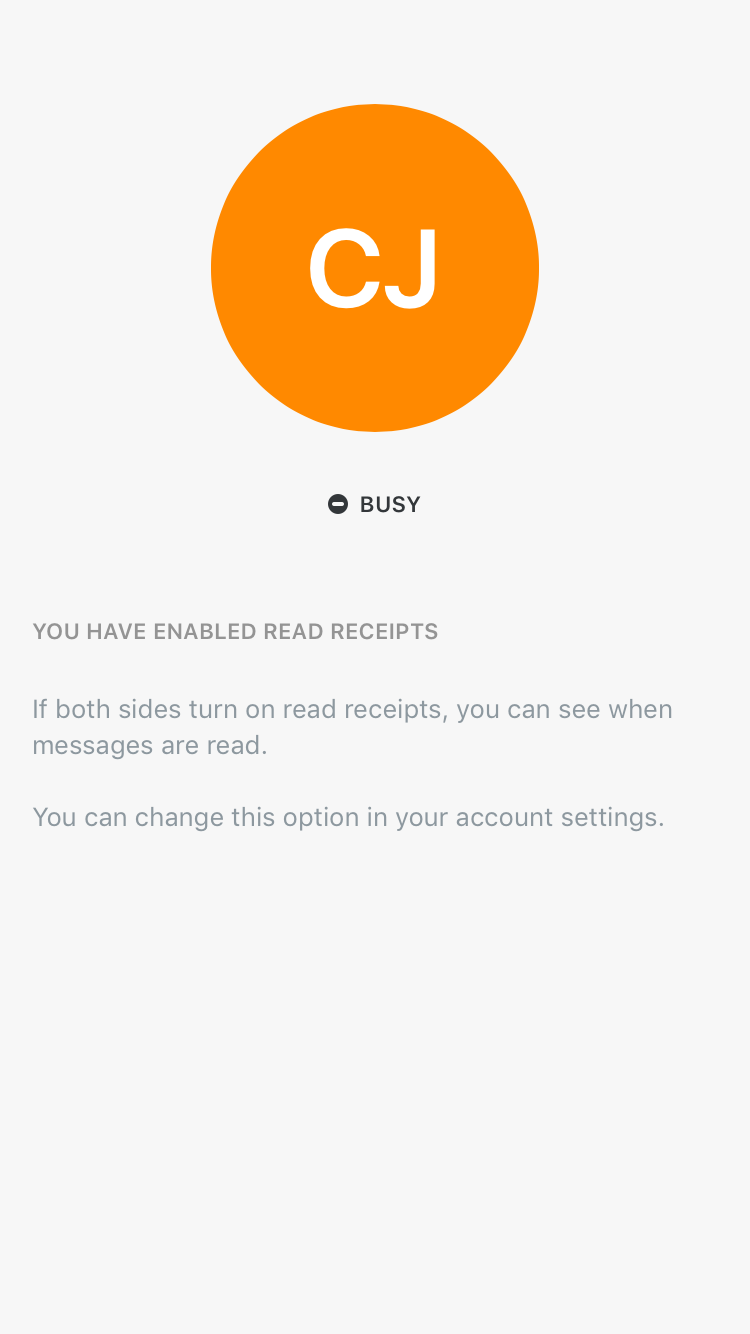 CJ
BUSY
YOU HAVE ENABLED READ RECEIPTS
If both sides turn on read receipts, you can see when
messages are read.
You can change this option in your account settings.